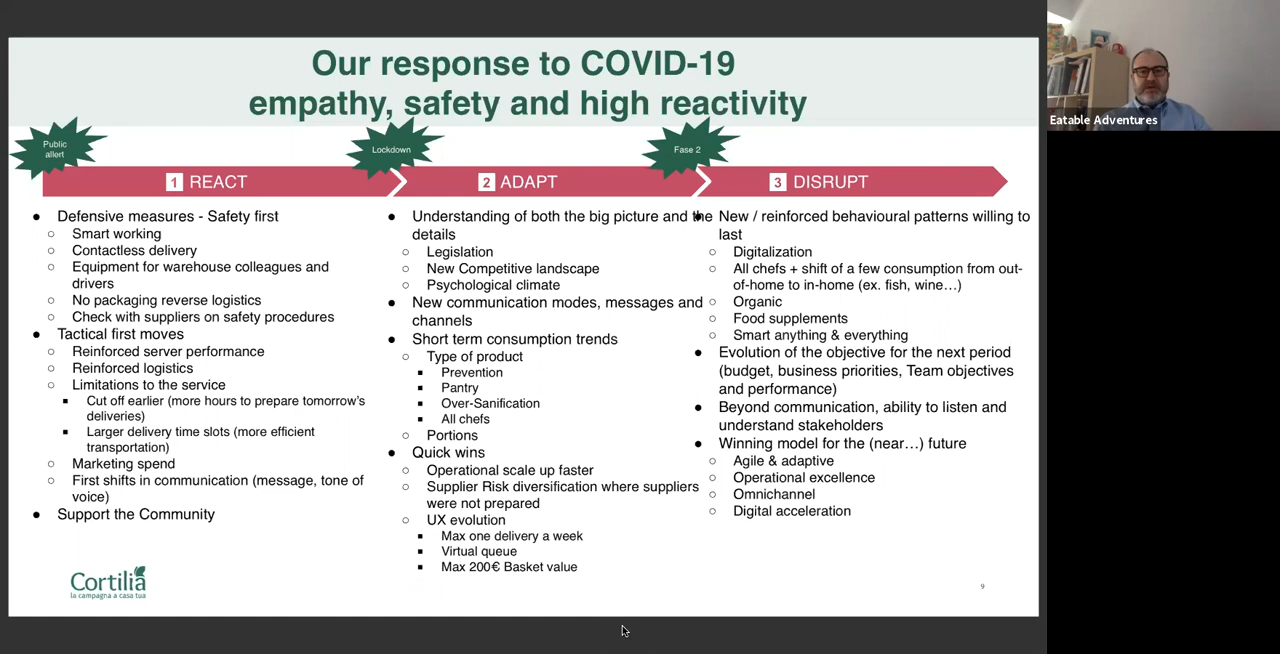 Our response to COVID-19
empathy, safety and high reactivity
Public
allert
Lockdown
Fase 2
1 REACT
2 ADAPT
3 DISRUPT
● Defensive measures - Safety first
○ Smart working
○ Contactless delivery
○ Equipment for warehouse colleagues and
drivers
○ No packaging reverse logistics
○ Check with suppliers on safety procedures
● Tactical first moves
○ Reinforced server performance
○ Reinforced logistics
○ Limitations to the service
■ Cut off earlier (more hours to prepare tomorrow's
deliveries)
■ Larger delivery time slots (more efficient
transportation)
○ Marketing spend
○ First shifts in communication (message, tone of
voice)
● Support the Community
● Understanding of both the big picture and the
details
○ Legislation
○ New Competitive landscape
○ Psychological climate
● New communication modes, messages and
channels
● Short term consumption trends
○ Type of product
■ Prevention
■ Pantry
■ Over-Sanification
■ All chefs
○ Portions
● Quick wins
○ Operational scale up faster
○ Supplier Risk diversification where suppliers
were not prepared
○ UX evolution
■ Max one delivery a week
■ Virtual queue
■ Max 200€ Basket value
● New / reinforced behavioural patterns willing to
last
○ Digitalization
○ All chefs + shift of a few consumption from out-
of-home to in-home (ex. fish, wine…)
○ Organic
○ Food supplements
○ Smart anything & everything
● Evolution of the objective for the next period
(budget, business priorities, Team objectives
and performance)
● Beyond communication, ability to listen and
understand stakeholders
● Winning model for the (near…) future
○ Agile & adaptive
○ Operational excellence
○ Omnichannel
○ Digital acceleration
Cortilia
la campagna a casa tua
9
Eatable Adventures